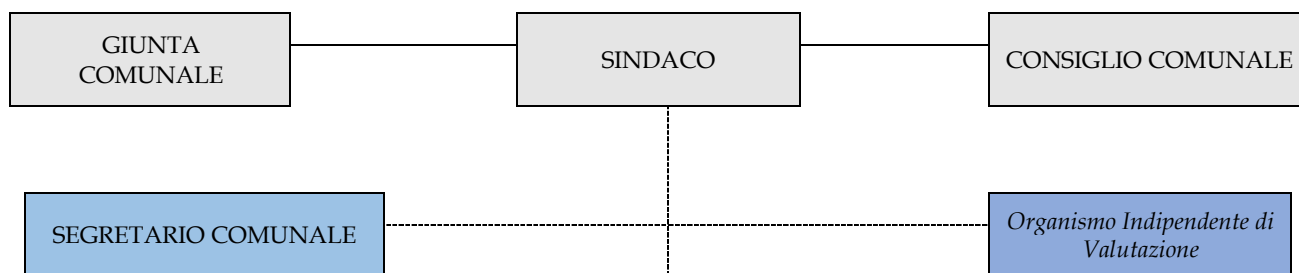 GIUNTA
COMUNALE
SINDACO
CONSIGLIO COMUNALE
SEGRETARIO COMUNALE
Organismo Indipendente di
Valutazione